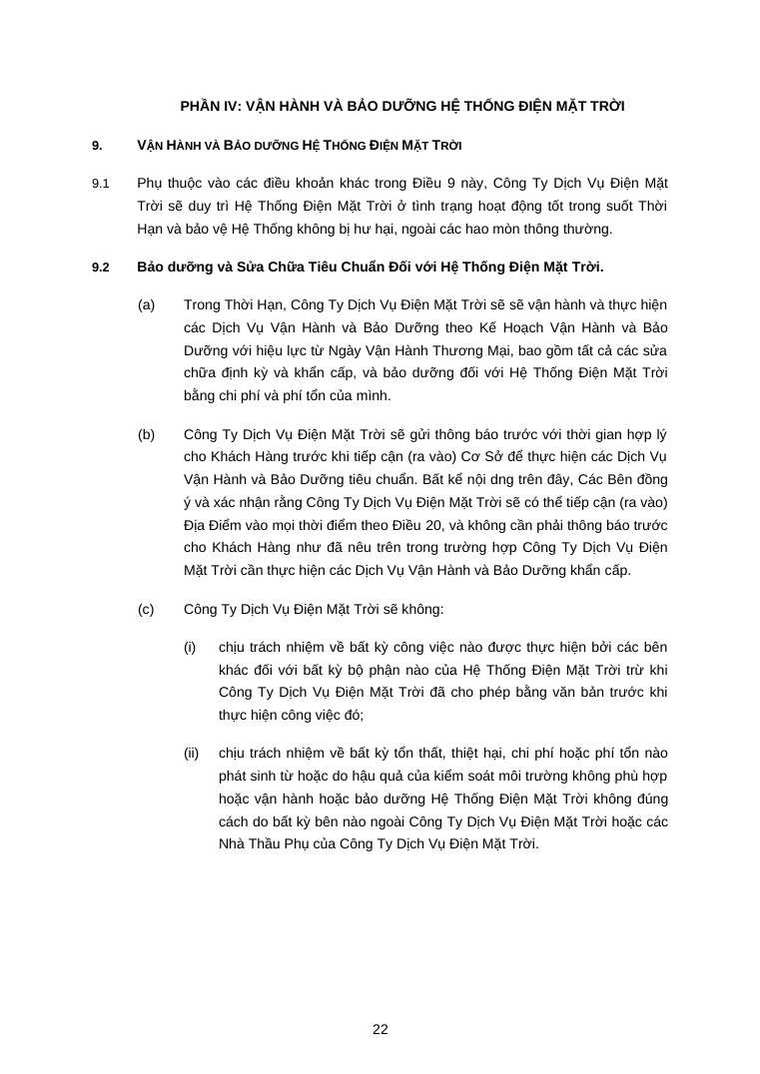 PHẦN IV: VẬN HÀNH VÀ BẢO DƯỠNG HỆ THỐNG ĐIỆN MẶT TRỜI
9. VẬN HÀNH VÀ BẢO DƯỠNG HỆ THỐNG ĐIỆN MẶT TRỜI
9.1 Phụ thuộc vào các điều khoản khác trong Điều 9 này, Công Ty Dịch Vụ Điện Mặt
Trời sẽ duy trì Hệ Thống Điện Mặt Trời ở tình trạng hoạt động tốt trong suốt Thời
Hạn và bảo vệ Hệ Thống không bị hư hại, ngoài các hao mòn thông thường.
9.2 Bảo dưỡng và Sửa Chữa Tiêu Chuẩn Đối với Hệ Thống Điện Mặt Trời.
(a) Trong Thời Hạn, Công Ty Dịch Vụ Điện Mặt Trời sẽ sẽ vận hành và thực hiện
các Dịch Vụ Vận Hành và Bảo Dưỡng theo Kế Hoạch Vận Hành và Bảo
Dưỡng với hiệu lực từ Ngày Vận Hành Thương Mại, bao gồm tất cả các sửa
chữa định kỳ và khẩn cấp, và bảo dưỡng đối với Hệ Thống Điện Mặt Trời
bằng chi phí và phí tổn của mình.
(b) Công Ty Dịch Vụ Điện Mặt Trời sẽ gửi thông báo trước với thời gian hợp lý
cho Khách Hàng trước khi tiếp cận (ra vào) Cơ Sở để thực hiện các Dịch Vụ
Vận Hành và Bảo Dưỡng tiêu chuẩn. Bất kể nội dng trên đây, Các Bên đồng
ý và xác nhận rằng Công Ty Dịch Vụ Điện Mặt Trời sẽ có thể tiếp cận (ra vào)
Địa Điểm vào mọi thời điểm theo Điều 20, và không cần phải thông báo trước
cho Khách Hàng như đã nêu trên trong trường hợp Công Ty Dịch Vụ Điện
Mặt Trời cần thực hiện các Dịch Vụ Vận Hành và Bảo Dưỡng khẩn cấp.
(c) Công Ty Dịch Vụ Điện Mặt Trời sẽ không:
(i) chịu trách nhiệm về bất kỳ công việc nào được thực hiện bởi các bên
khác đối với bất kỳ bộ phận nào của Hệ Thống Điện Mặt Trời trừ khi
Công Ty Dịch Vụ Điện Mặt Trời đã cho phép bằng văn bản trước khi
thực hiện công việc đó;
(ii) chịu trách nhiệm về bất kỳ tổn thất, thiệt hại, chi phí hoặc phí tổn nào
phát sinh từ hoặc do hậu quả của kiểm soát môi trường không phù hợp
hoặc vận hành hoặc bảo dưỡng Hệ Thống Điện Mặt Trời không đúng
cách do bất kỳ bên nào ngoài Công Ty Dịch Vụ Điện Mặt Trời hoặc các
Nhà Thầu Phụ của Công Ty Dịch Vụ Điện Mặt Trời.
22